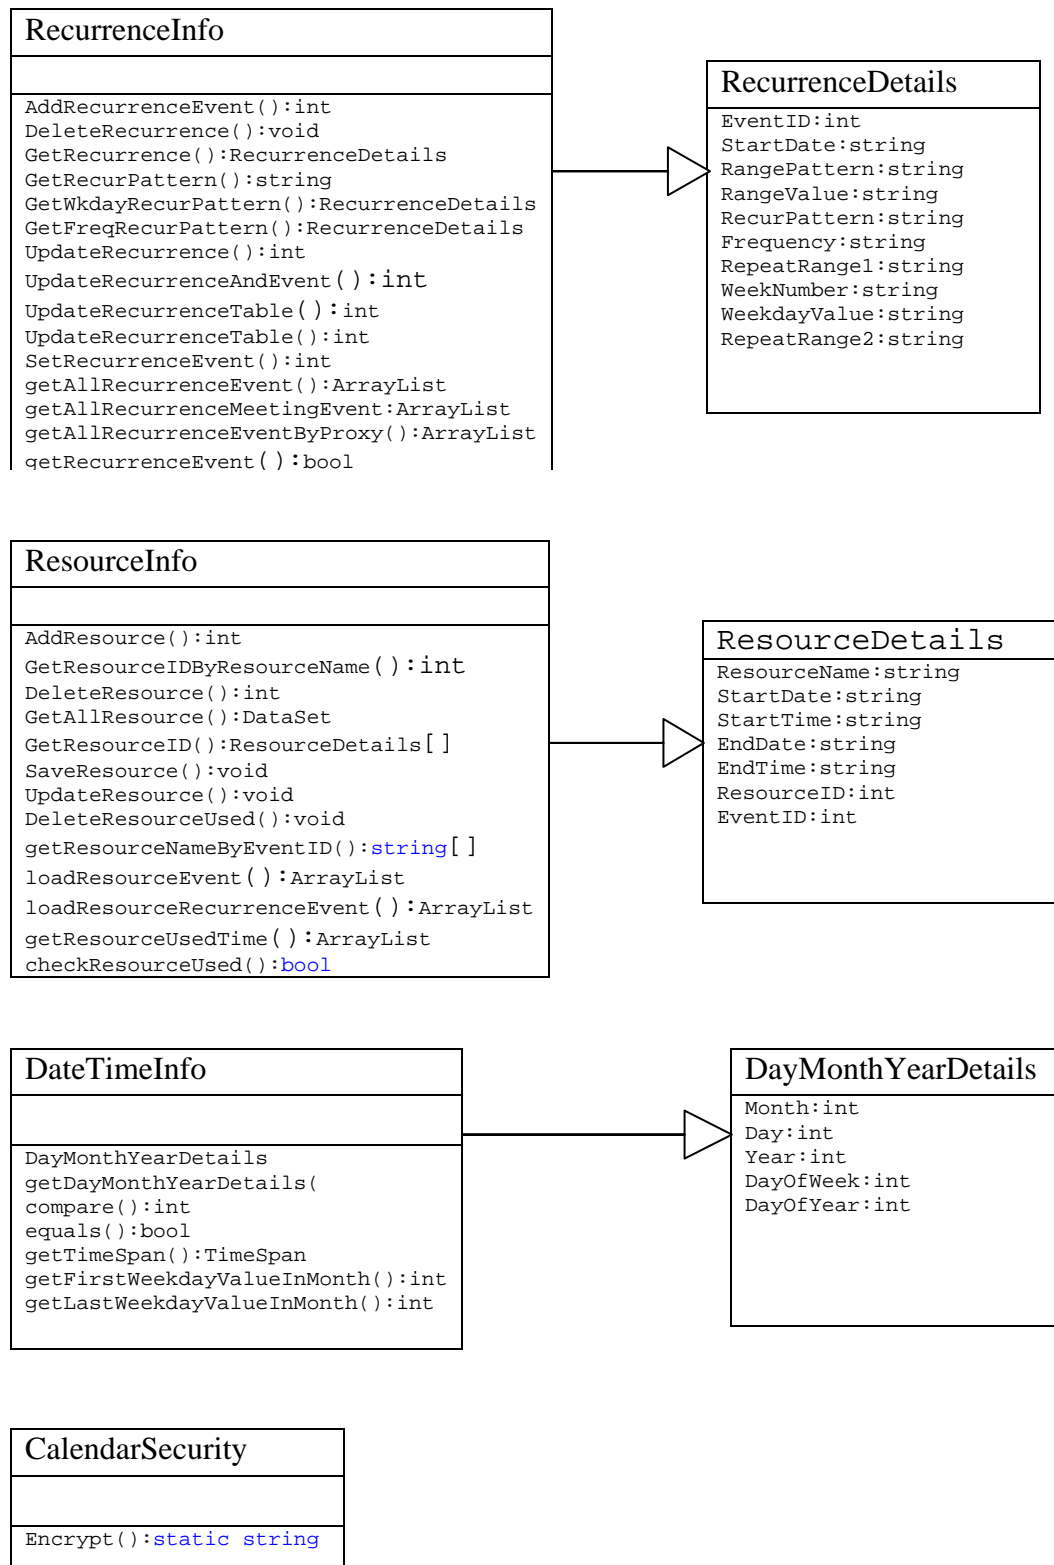 RecurrenceInfo
AddRecurrenceEvent():int
DeleteRecurrence():void
GetRecurrence():RecurrenceDetails
GetRecurPattern():string
GetWkdayRecurPattern():RecurrenceDetails
GetFreqRecurPattern():RecurrenceDetails
UpdateRecurrence():int
UpdateRecurrenceAndEvent():int
UpdateRecurrenceTable():int
UpdateRecurrenceTable():int
SetRecurrenceEvent():int
getAllRecurrenceEvent():ArrayList
getAllRecurrenceMeetingEvent:ArrayList
getAllRecurrenceEventByProxy():ArrayList
getRecurrenceEvent():bool
RecurrenceDetails
EventID:int
StartDate:string
RangePattern:string
RangeValue:string
RecurPattern:string
Frequency:string
RepeatRange1:string
WeekNumber:string
WeekdayValue:string
RepeatRange2:string
ResourceInfo
AddResource():int
GetResourceIDByResourceName():int
DeleteResource():int
GetAllResource():DataSet
GetResourceID():ResourceDetails[]
SaveResource():void
UpdateResource():void
DeleteResourceUsed():void
getResourceNameByEventID():string[]
loadResourceEvent():ArrayList
loadResourceRecurrenceEvent():ArrayList
getResourceUsedTime():ArrayList
checkResourceUsed():bool
ResourceDetails
ResourceName:string
StartDate:string
StartTime:string
EndDate:string
EndTime:string
ResourceID:int
EventID:int
DateTimeInfo
DayMonthYearDetails
getDayMonthYearDetails(
compare():int
equals():bool
getTimeSpan():TimeSpan
getFirstWeekdayValueInMonth():int
getLastWeekdayValueInMonth():int
DayMonthYearDetails
Month:int
Day:int
Year:int
DayOfWeek:int
DayOfYear:int
CalendarSecurity
Encrypt():static string